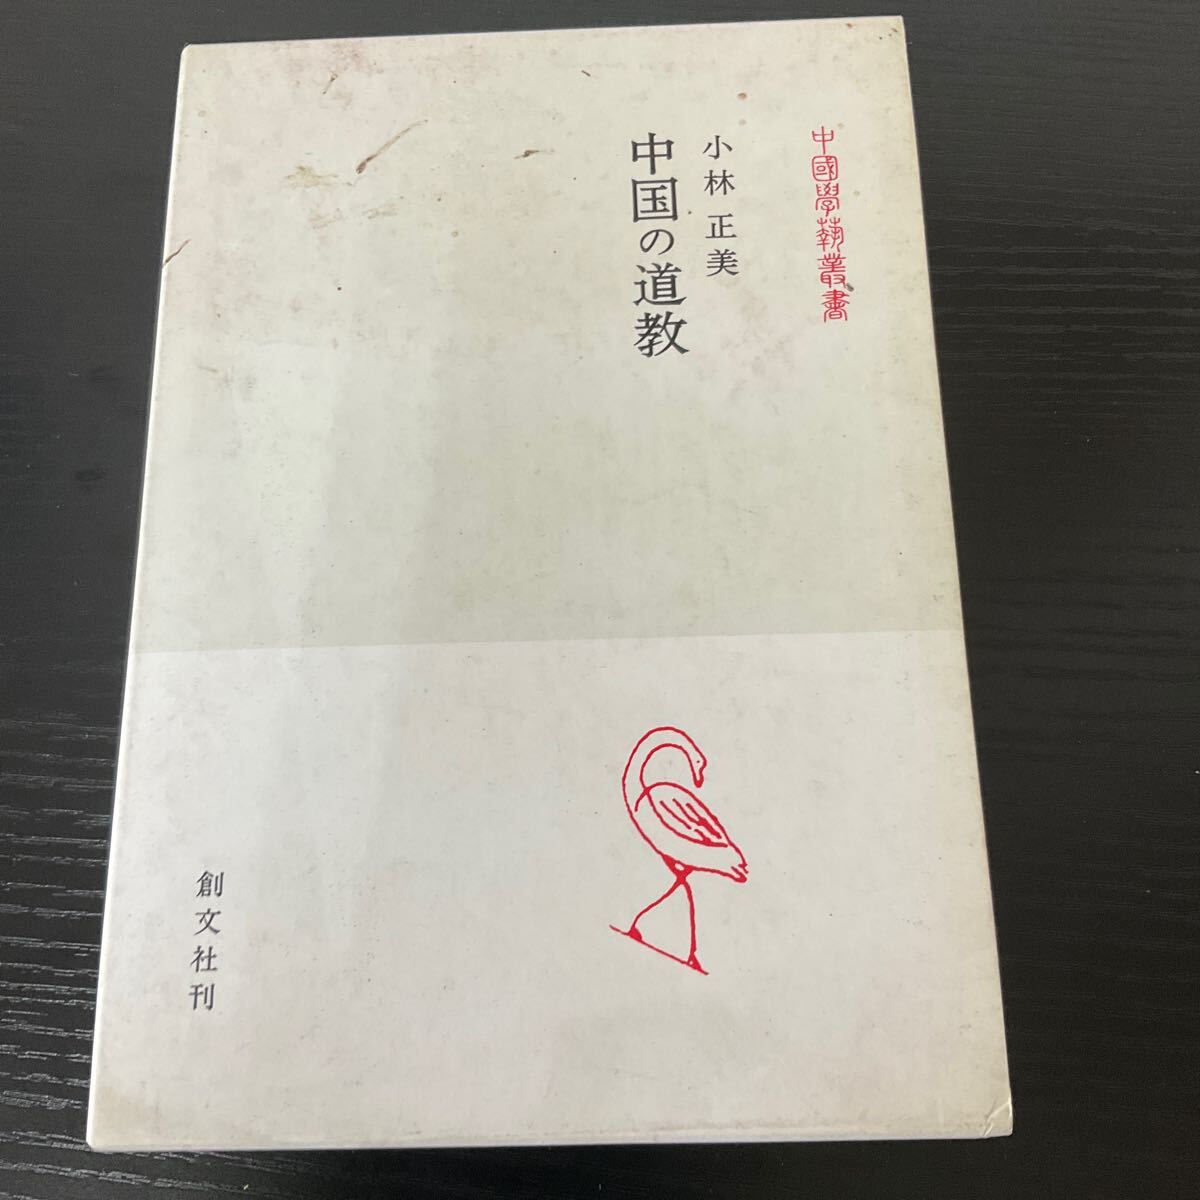 中國學藝叢書
小林正美
中国の道教
創文社刊